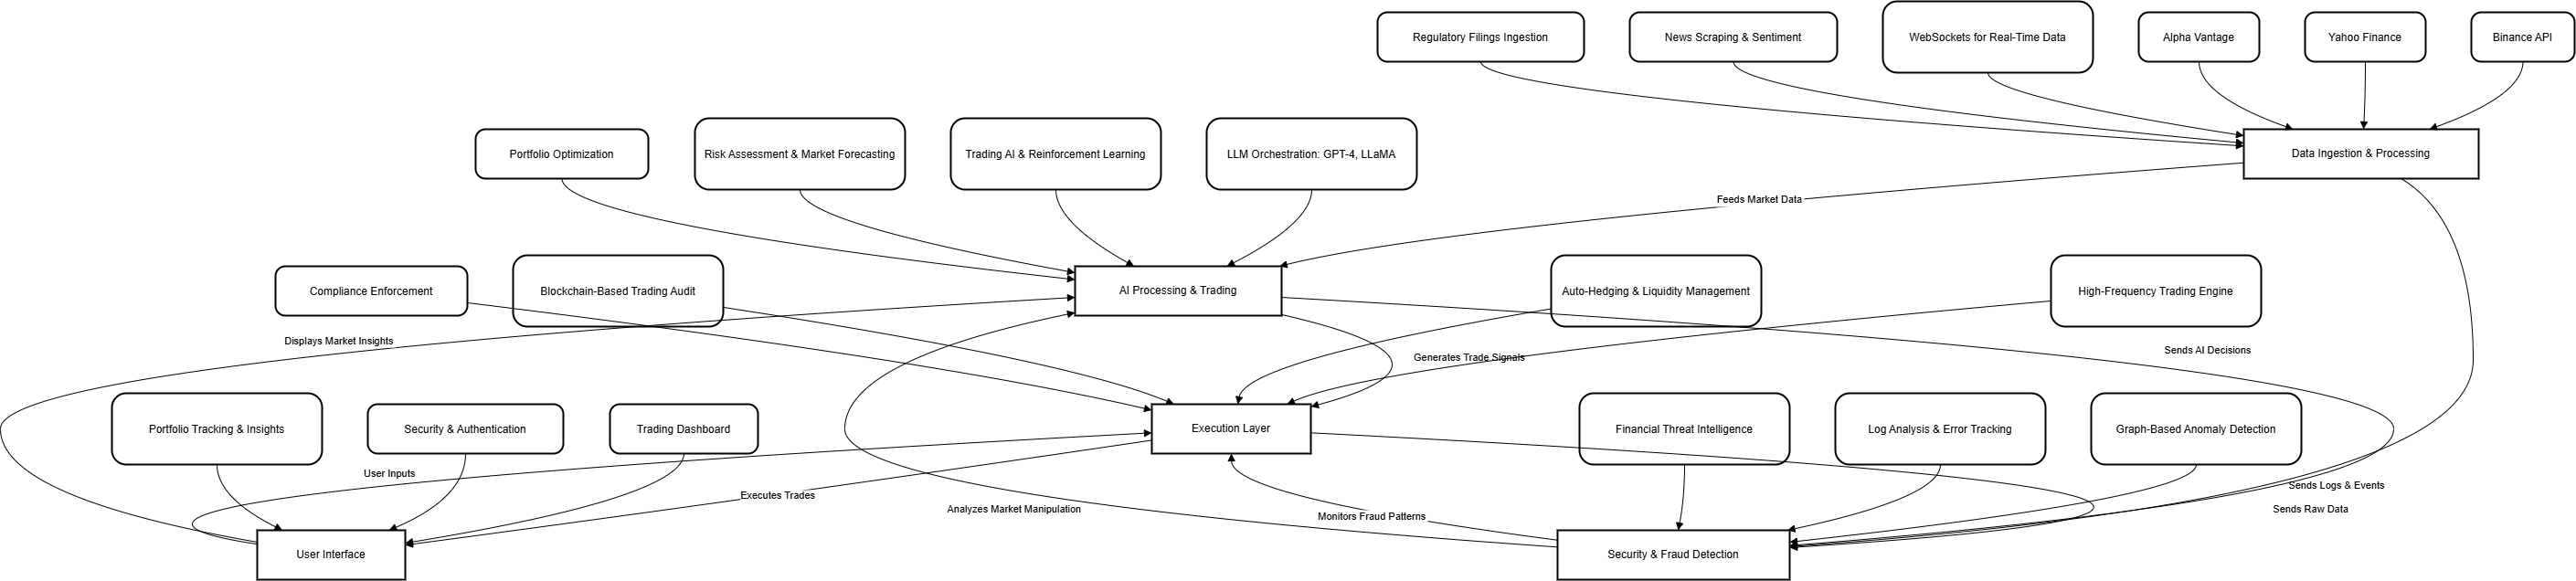 Regulatory Filings Ingestion
News Scraping & Sentiment
WebSockets for Real-Time Data
Alpha Vantage
Yahoo Finance
Binance API
Portfolio Optimization
Risk Assessment & Market Forecasting
Trading AI & Reinforcement Learning
LLM Orchestration: GPT-4, LLaMA
Data Ingestion & Processing
Feeds Market Data
Compliance Enforcement
Blockchain-Based Trading Audit
AI Processing & Trading
Auto-Hedging & Liquidity Management
High-Frequency Trading Engine
Displays Market Insights
Generates Trade Signals
Sends AI Decisions
Portfolio Tracking & Insights
Security & Authentication
Trading Dashboard
Execution Layer
Financial Threat Intelligence
Log Analysis & Error Tracking
Graph-Based Anomaly Detection
User Inputs
Executes Trades
Analyzes Market Manipulation
Monitors Fraud Patterns
Sends Logs & Events
Sends Raw Data
User Interface
Security & Fraud Detection